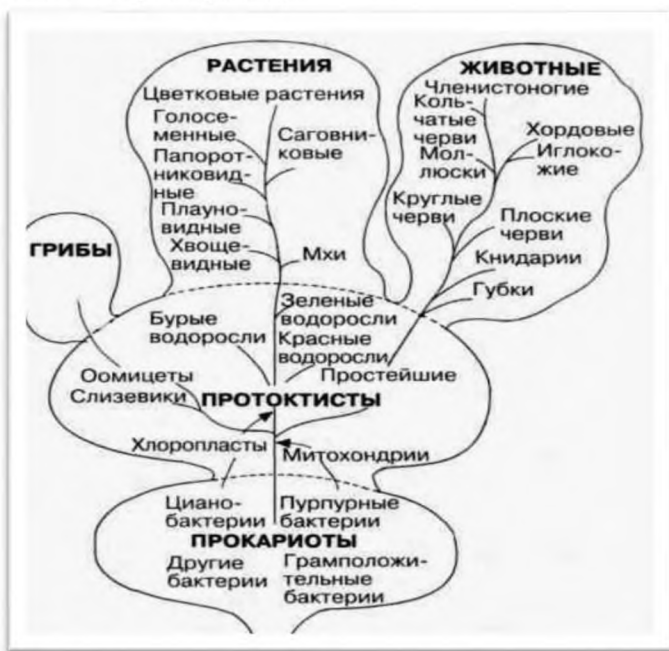 РАСТЕНИЯ
Цветковые растения
Голосе-
менные
Саговни-
ковые
Папорот-
никовид-
ные
Плауно-
видные
Хвоще-
видные
Мхи
ЖИВОТНЫЕ
Членистоногие
Коль-
чатые
черви
Хордовые
Мол-
люски
Иглоко-
жие
Круглые
черви
Плоские
черви
Книдарии
Губки
ГРИБЫ
Бурые
водоросли
Зеленые
водоросли
Красные
водоросли
Оомицеты
Слизевики
Простейшие
ПРОТОКТИСТЫ
Хлоропласты
Митохондрии
Циано-
бактерии
Пурпурные
бактерии
ПРОКАРИОТЫ
Другие
бактерии
Грамположи-
тельные
бактерии